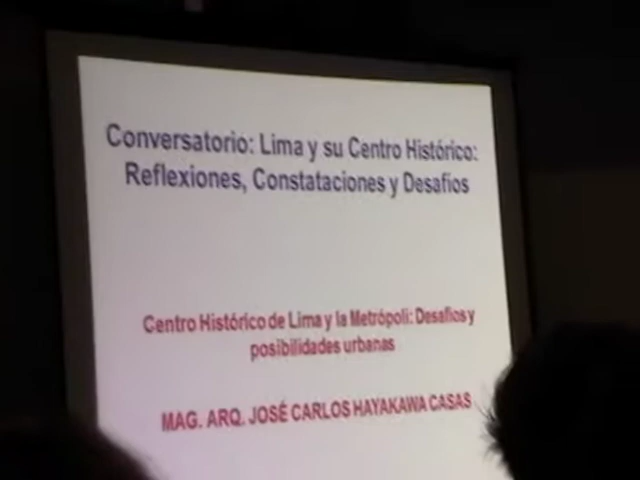 Conversatorio: Lima y su Centro Histórico:
Reflexiones, Constataciones y Desafíos
Centro Histórico de Lima y la Metrópoli: Desafíos y
posibilidades urbanas
MAG. ARQ. JOSÉ CARLOS HAYAKAWA CASAS